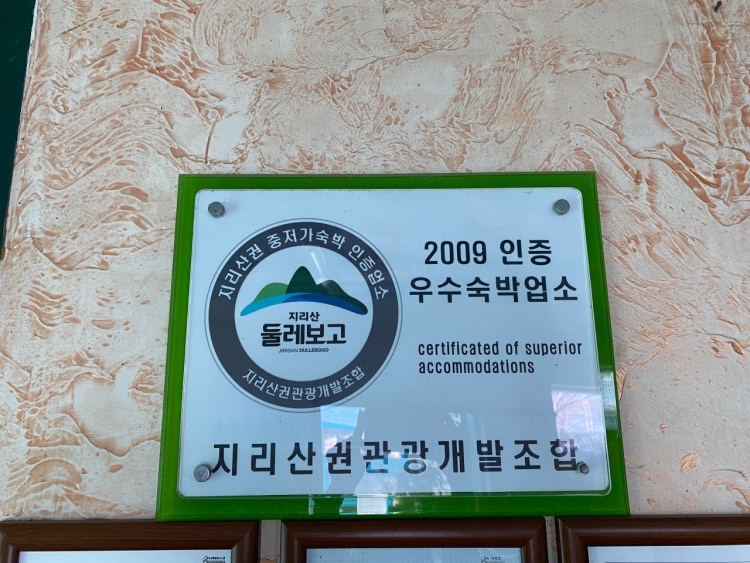 지리산권 중저가숙박 인증업소
지리산
둘레보고
JIRISAN DULLEBOGO
지리산권관광개발조합
2009 인증
우수숙박업소
certificated of superior
accommodations
지리산권관광개발조합